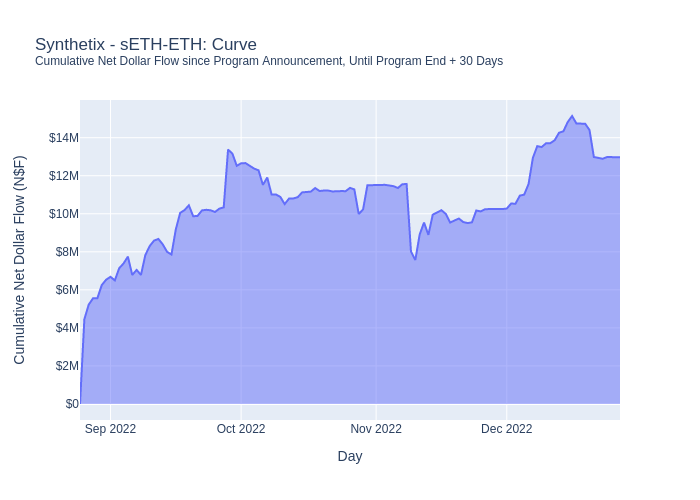 Synthetix - sETH-ETH: Curve
Cumulative Net Dollar Flow since Program Announcement, Until Program End + 30 Days
Cumulative Net Dollar Flow (N$F)
$14M
$12M
$10M
$8M
$6M
$4M
$2M
$0
Sep 2022
Oct 2022
Nov 2022
Dec 2022
Day